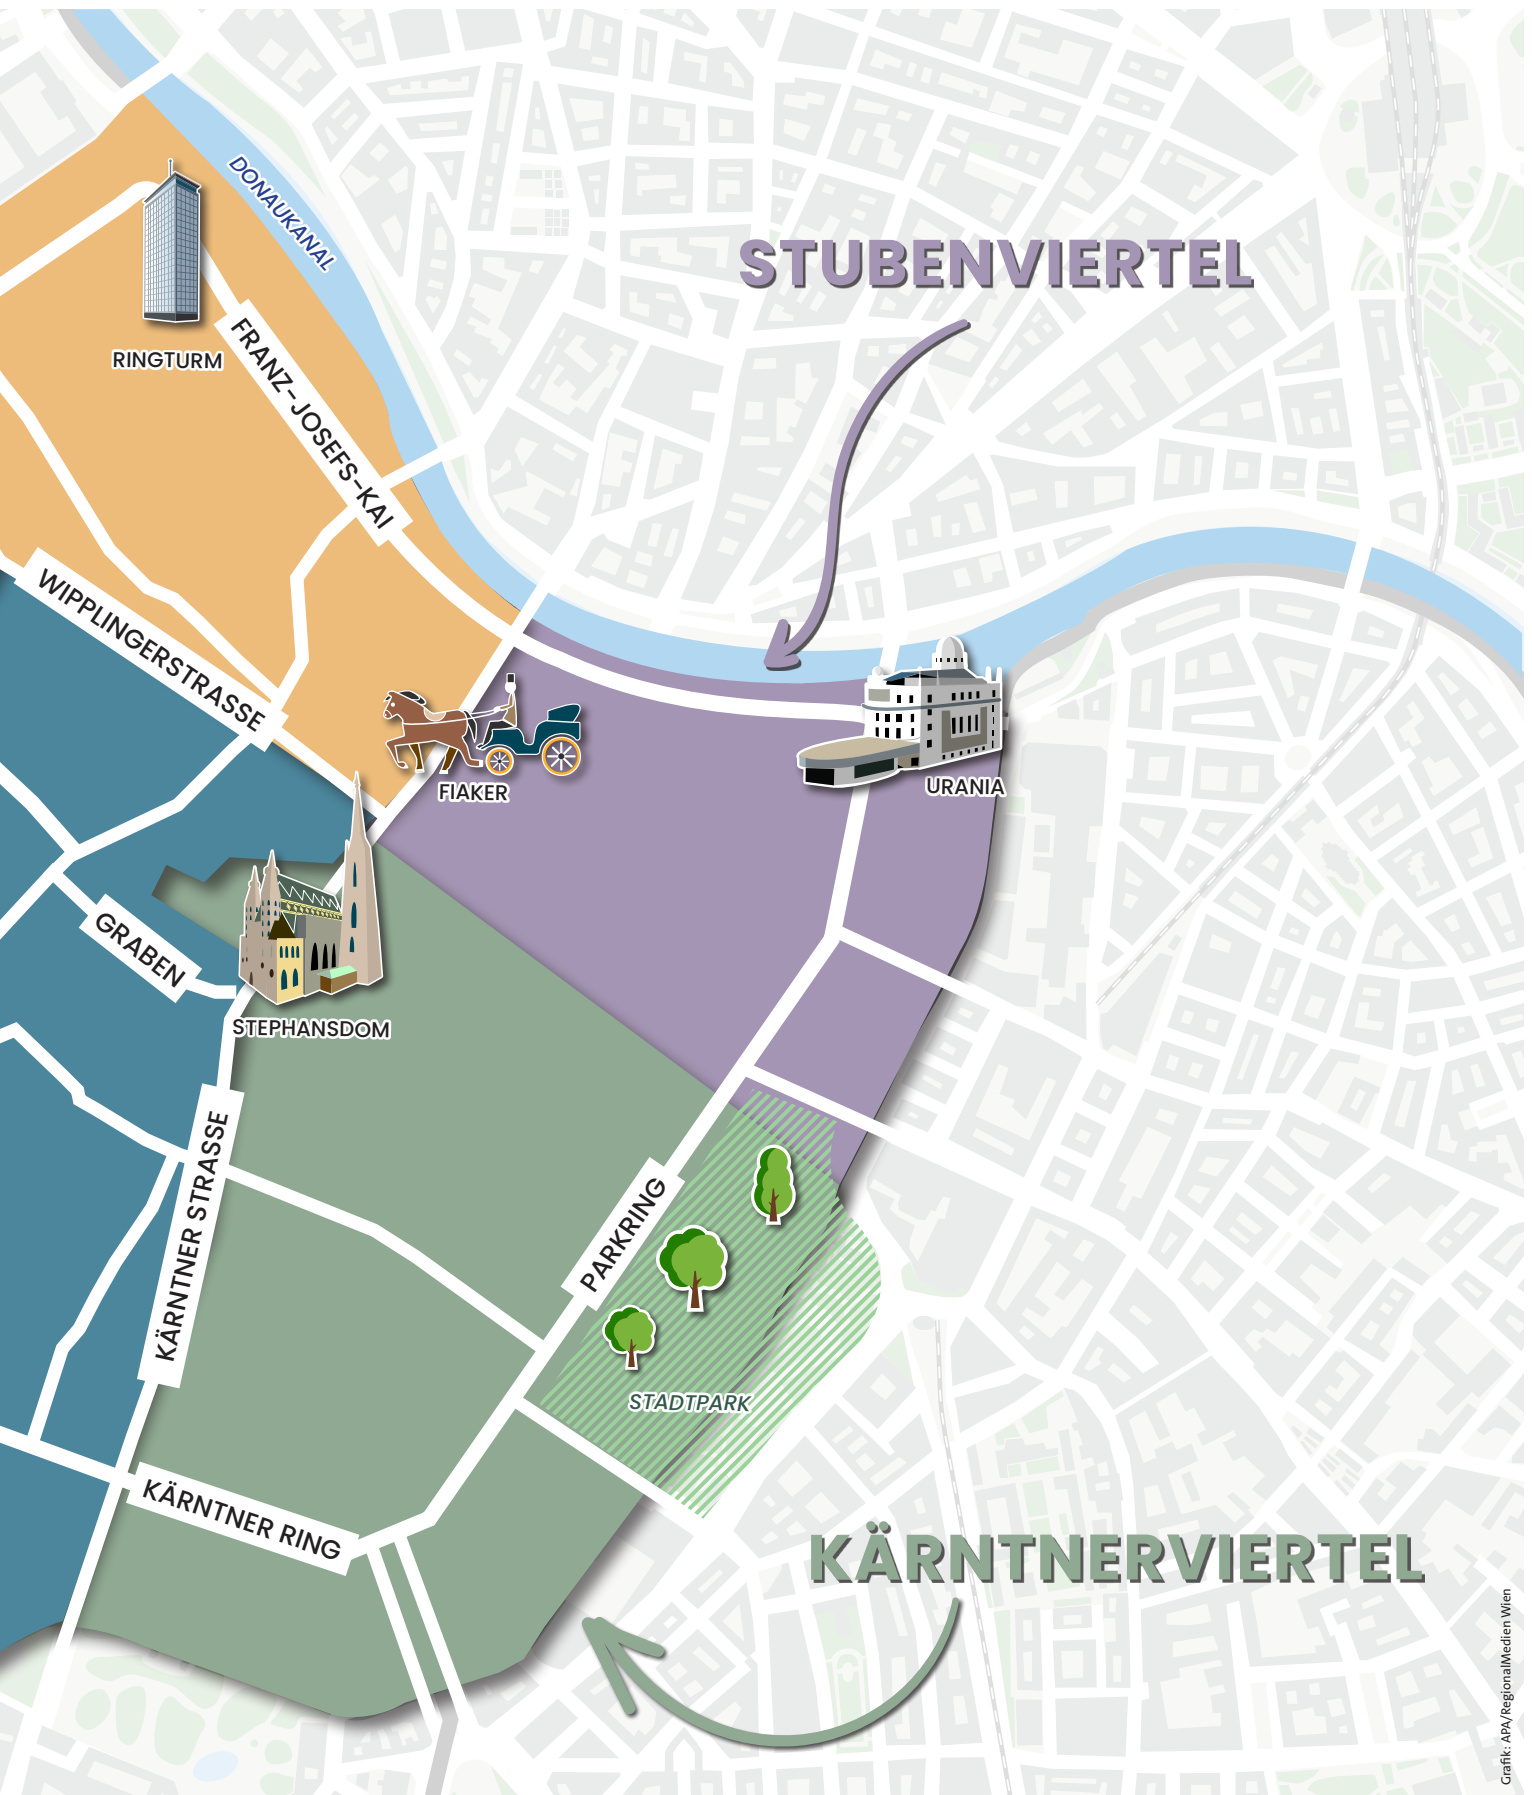 DONAUKANAL
STUBENVIERTEL
RINGTURM
FRANZ-JOSEFS-KAI
WIPPLINGERSTRASSE
FIAKER
URANIA
GRABEN
STEPHANSDOM
KÄRNTNER STRASSE
PARKRING
STADTPARK
KÄRNTNER RING
KÄRNTNERVIERTEL
Grafik: APA/RegionalMedien Wien